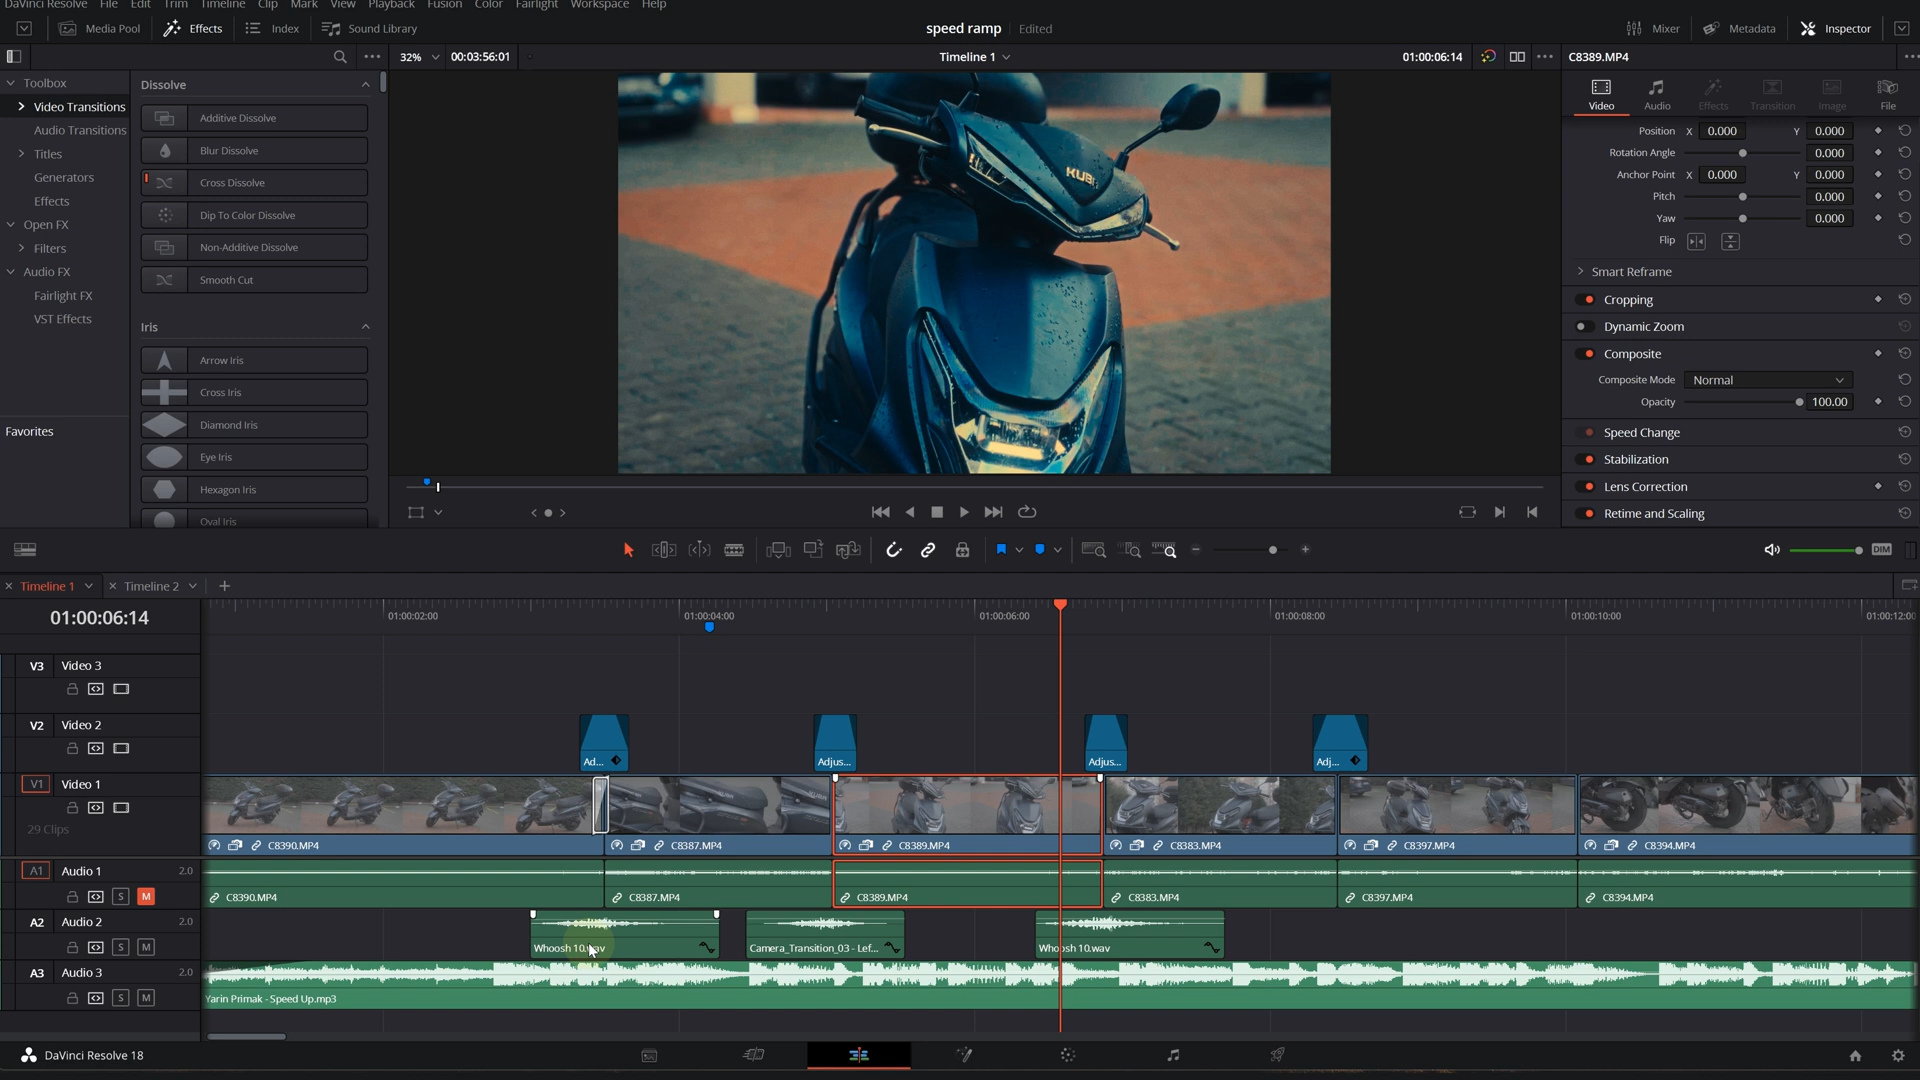 DaVinci Resolve File Edit Trim Timeline Clip Mark View Playback Fusion Color Fairlight Workspace Help
Media Pool Effects Index Sound Library speed ramp Edited Mixer Metadata Inspector
32% 00:03:56:01 Timeline 1 01:00:06:14 C8389.MP4
Toolbox
Video Transitions
Audio Transitions
Titles
Generators
Effects
Open FX
Filters
Audio FX
Fairlight FX
VST Effects
Favorites
Dissolve
Additive Dissolve
Blur Dissolve
Cross Dissolve
Dip To Color Dissolve
Non-Additive Dissolve
Smooth Cut
Iris
Arrow Iris
Cross Iris
Diamond Iris
Eye Iris
Hexagon Iris
Oval Iris
Video Audio Effects Transition Image File
Position X 0.000 Y 0.000
Rotation Angle 0.000
Anchor Point X 0.000 Y 0.000
Pitch 0.000
Yaw 0.000
Flip
Smart Reframe
Cropping
Dynamic Zoom
Composite
Composite Mode Normal
Opacity 100.00
Speed Change
Stabilization
Lens Correction
Retime and Scaling
DIM
Timeline 1 Timeline 2
01:00:06:14
01:00:02:00 01:00:04:00 01:00:06:00 01:00:08:00 01:00:10:00 01:00:12:00
V3 Video 3
V2 Video 2
Ad... Adjus... Adjus... Adj...
V1 Video 1
29 Clips
C8390.MP4 C8387.MP4 C8389.MP4 C8383.MP4 C8397.MP4 C8394.MP4
A1 Audio 1 2.0
S M
C8390.MP4 C8387.MP4 C8389.MP4 C8383.MP4 C8397.MP4 C8394.MP4
A2 Audio 2 2.0
S M
Whoosh 10.wav Camera_Transition_03 - Lef... Whoosh 10.wav
A3 Audio 3 2.0
S M
Yarin Primak - Speed Up.mp3
DaVinci Resolve 18